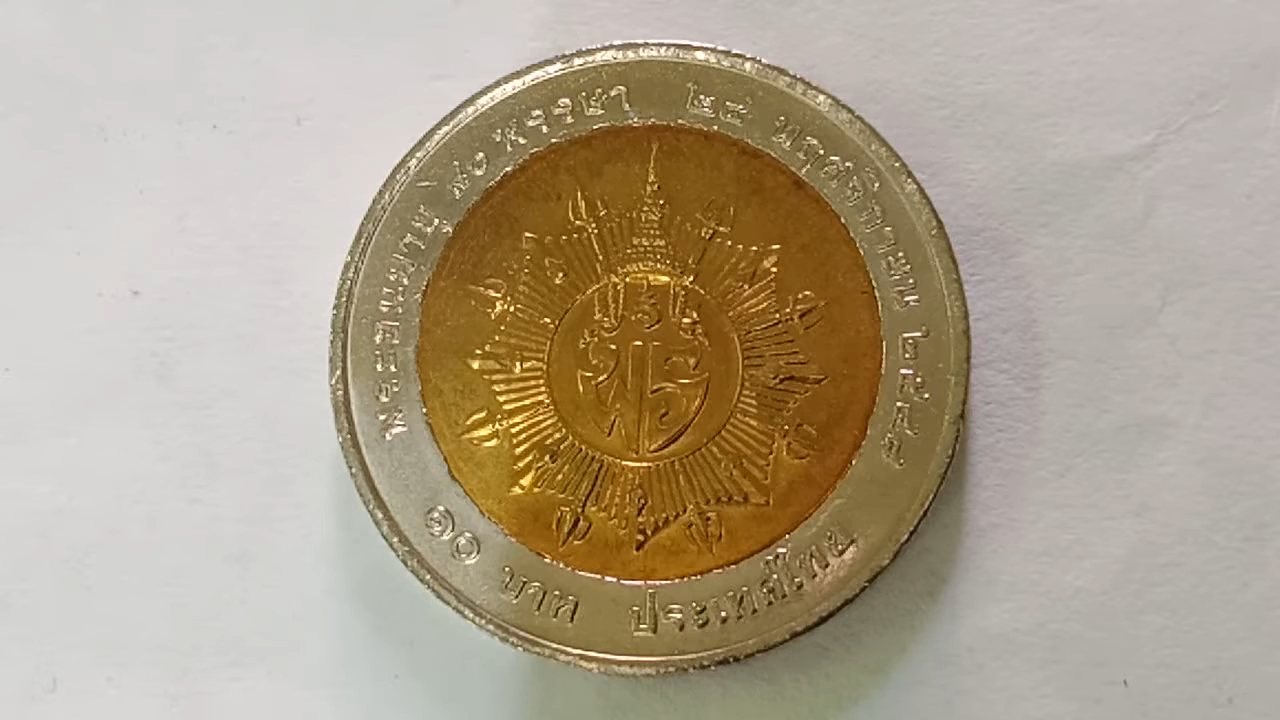 พระชนมายุ ๘๐ พรรษา ๒๔ พฤศจิกายน ๒๕๔๘
๑๐ บาท ประเทศไทย